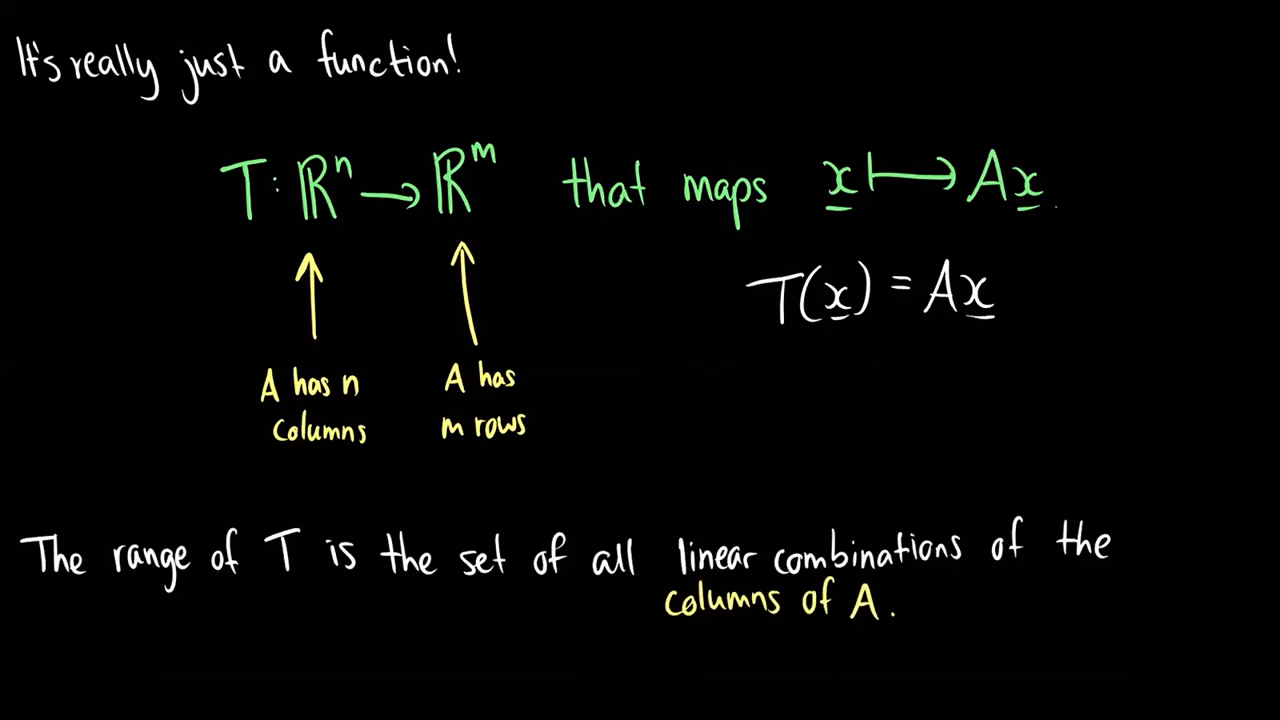 It's really just a function!
T: ℝⁿ → ℝᵐ that maps x ↦ Ax
T(x) = Ax
A has n columns
A has m rows
The range of T is the set of all linear combinations of the
columns of A.